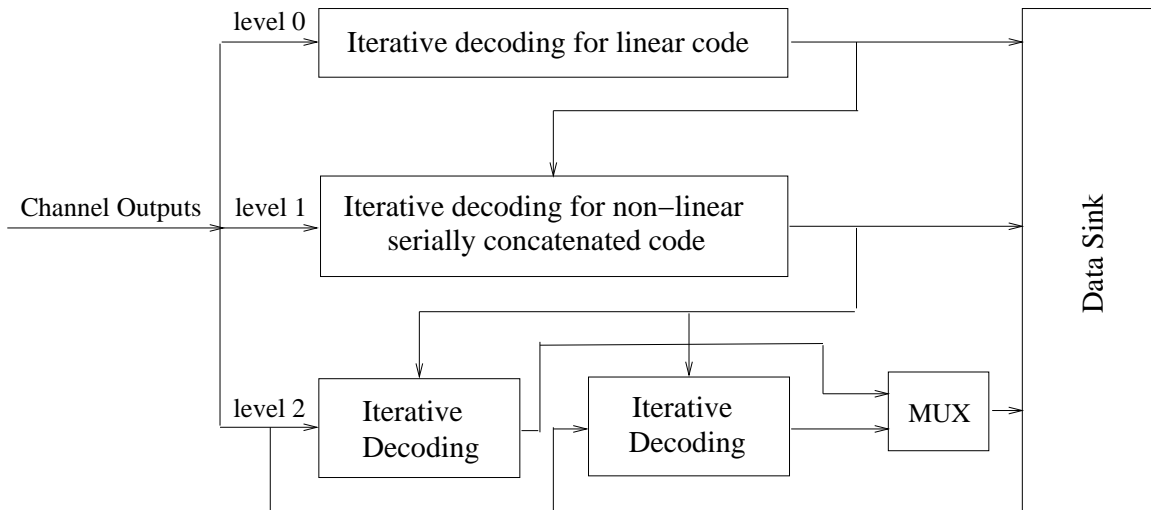 level 0
Iterative decoding for linear code
Channel Outputs
level 1
Iterative decoding for non−linear
serially concatenated code
level 2
Iterative
Decoding
Iterative
Decoding
MUX
Data Sink